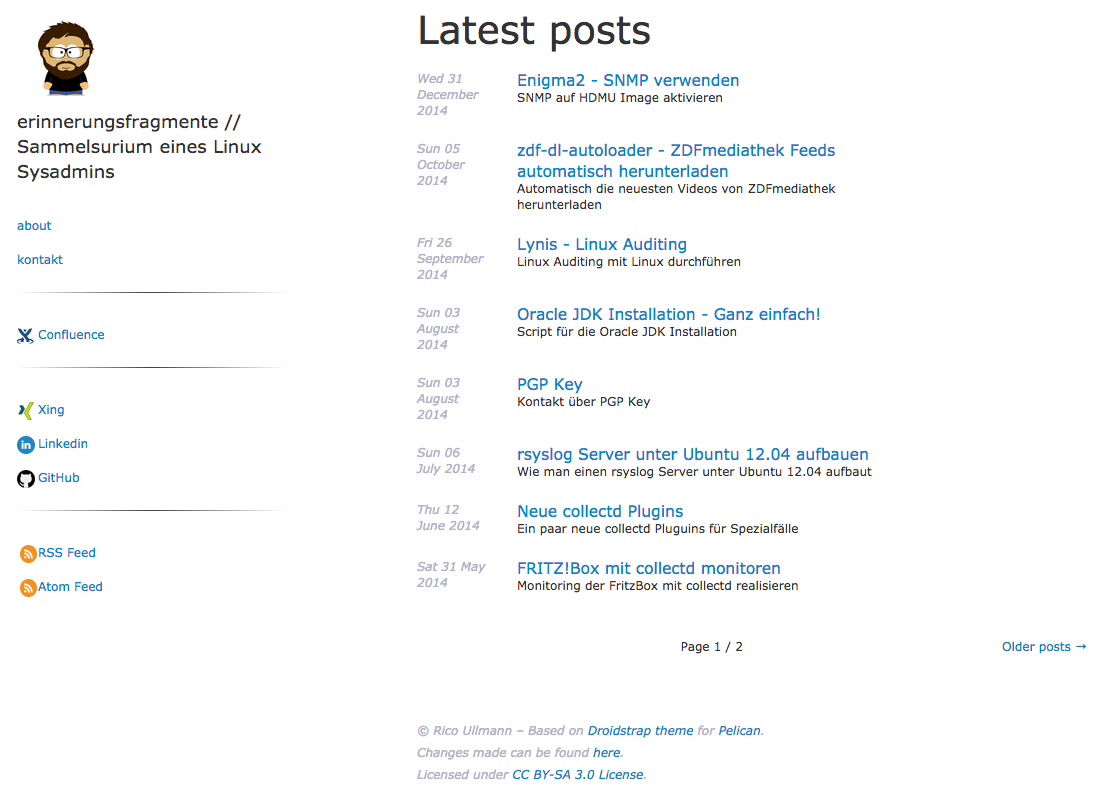 erinnerungsfragmente //
Sammelsurium eines Linux
Sysadmins
about
kontakt
Confluence
Xing
Linkedin
GitHub
RSS Feed
Atom Feed
Latest posts
Wed 31
December
2014
Enigma2 - SNMP verwenden
SNMP auf HDMU Image aktivieren
Sun 05
October
2014
zdf-dl-autoloader - ZDFmediathek Feeds
automatisch herunterladen
Automatisch die neuesten Videos von ZDFmediathek
herunterladen
Fri 26
September
2014
Lynis - Linux Auditing
Linux Auditing mit Linux durchführen
Sun 03
August
2014
Oracle JDK Installation - Ganz einfach!
Script für die Oracle JDK Installation
Sun 03
August
2014
PGP Key
Kontakt über PGP Key
Sun 06
July 2014
rsyslog Server unter Ubuntu 12.04 aufbauen
Wie man einen rsyslog Server unter Ubuntu 12.04 aufbaut
Thu 12
June 2014
Neue collectd Plugins
Ein paar neue collectd Pluguins für Spezialfälle
Sat 31 May
2014
FRITZ!Box mit collectd monitoren
Monitoring der FritzBox mit collectd realisieren
Page 1 / 2
Older posts →
© Rico Ullmann – Based on Droidstrap theme for Pelican.
Changes made can be found here.
Licensed under CC BY-SA 3.0 License.